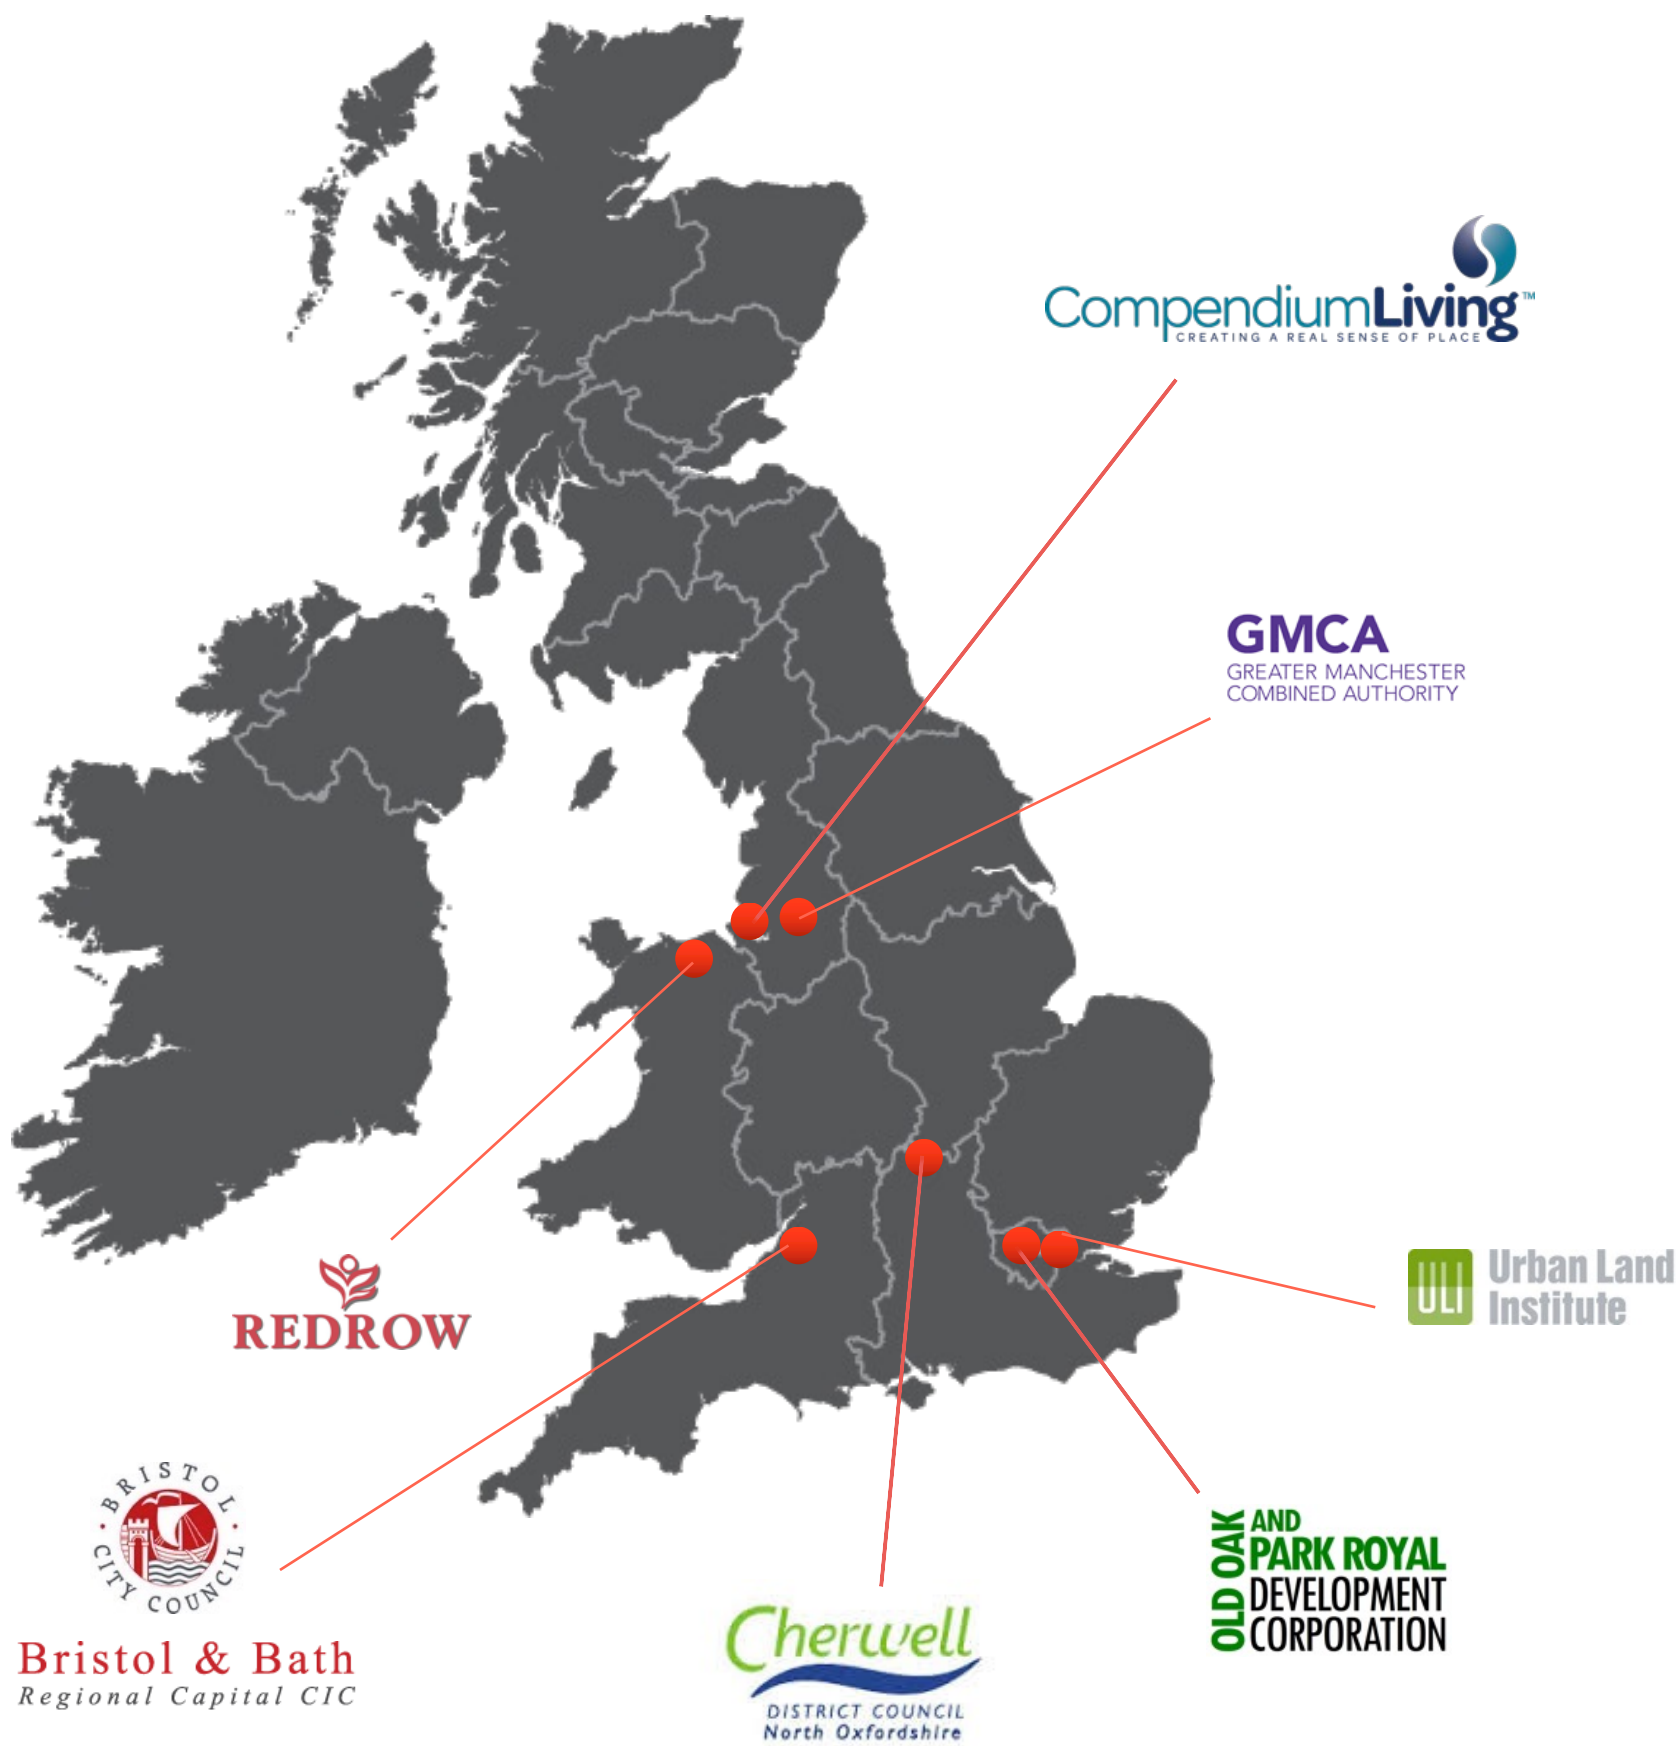 CompendiumLiving™
CREATING A REAL SENSE OF PLACE
GMCA
GREATER MANCHESTER
COMBINED AUTHORITY
REDROW
ULI
Urban Land
Institute
BRISTOL
CITY COUNCIL
Bristol & Bath
Regional Capital CIC
Cherwell
DISTRICT COUNCIL
North Oxfordshire
OLD OAK
AND
PARK ROYAL
DEVELOPMENT
CORPORATION